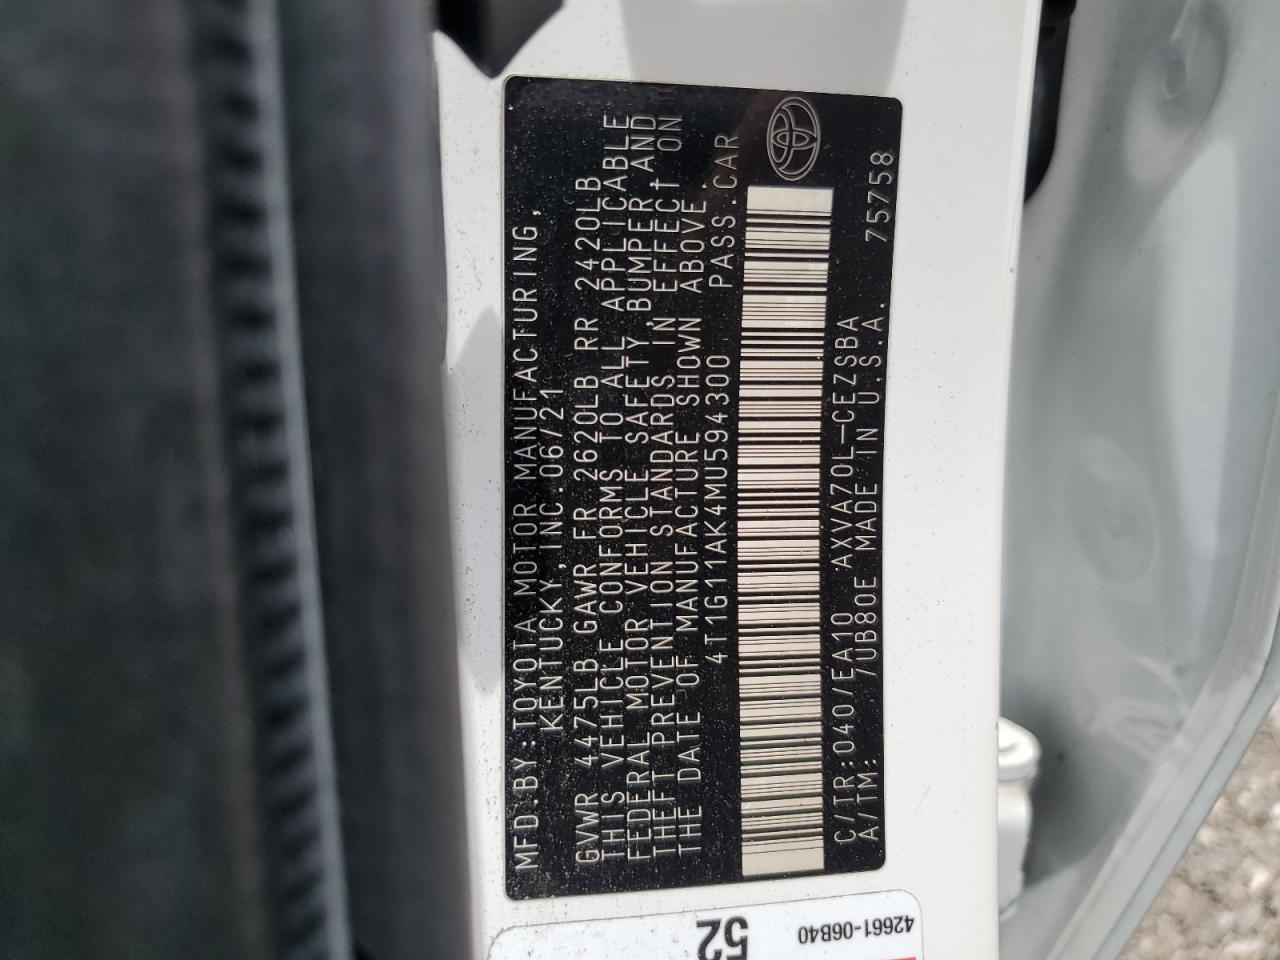 MFD.BY:TOYOTA MOTOR MANUFACTURING,
KENTUCKY,INC.06/21
GVWR 4475LB GAWR FR 2620LB RR 2420LB
THIS VEHICLE CONFORMS TO ALL APPLICABLE
FEDERAL MOTOR VEHICLE SAFETY,BUMPER,AND
THEFT PREVENTION STANDARDS IN EFFECT ON
THE DATE OF MANUFACTURE SHOWN ABOVE.
4T1G11AK4MU594300 PASS.CAR
C/TR:040/EA10 AXVA70L-CEZSBA 75758
A/TM: /UB80E MADE IN U.S.A.
52
42661-06B40